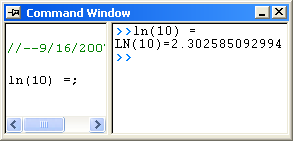 Command Window
//--9/16/200
ln(10) =;
>>ln(10) =
LN(10)=2.302585092994
>>